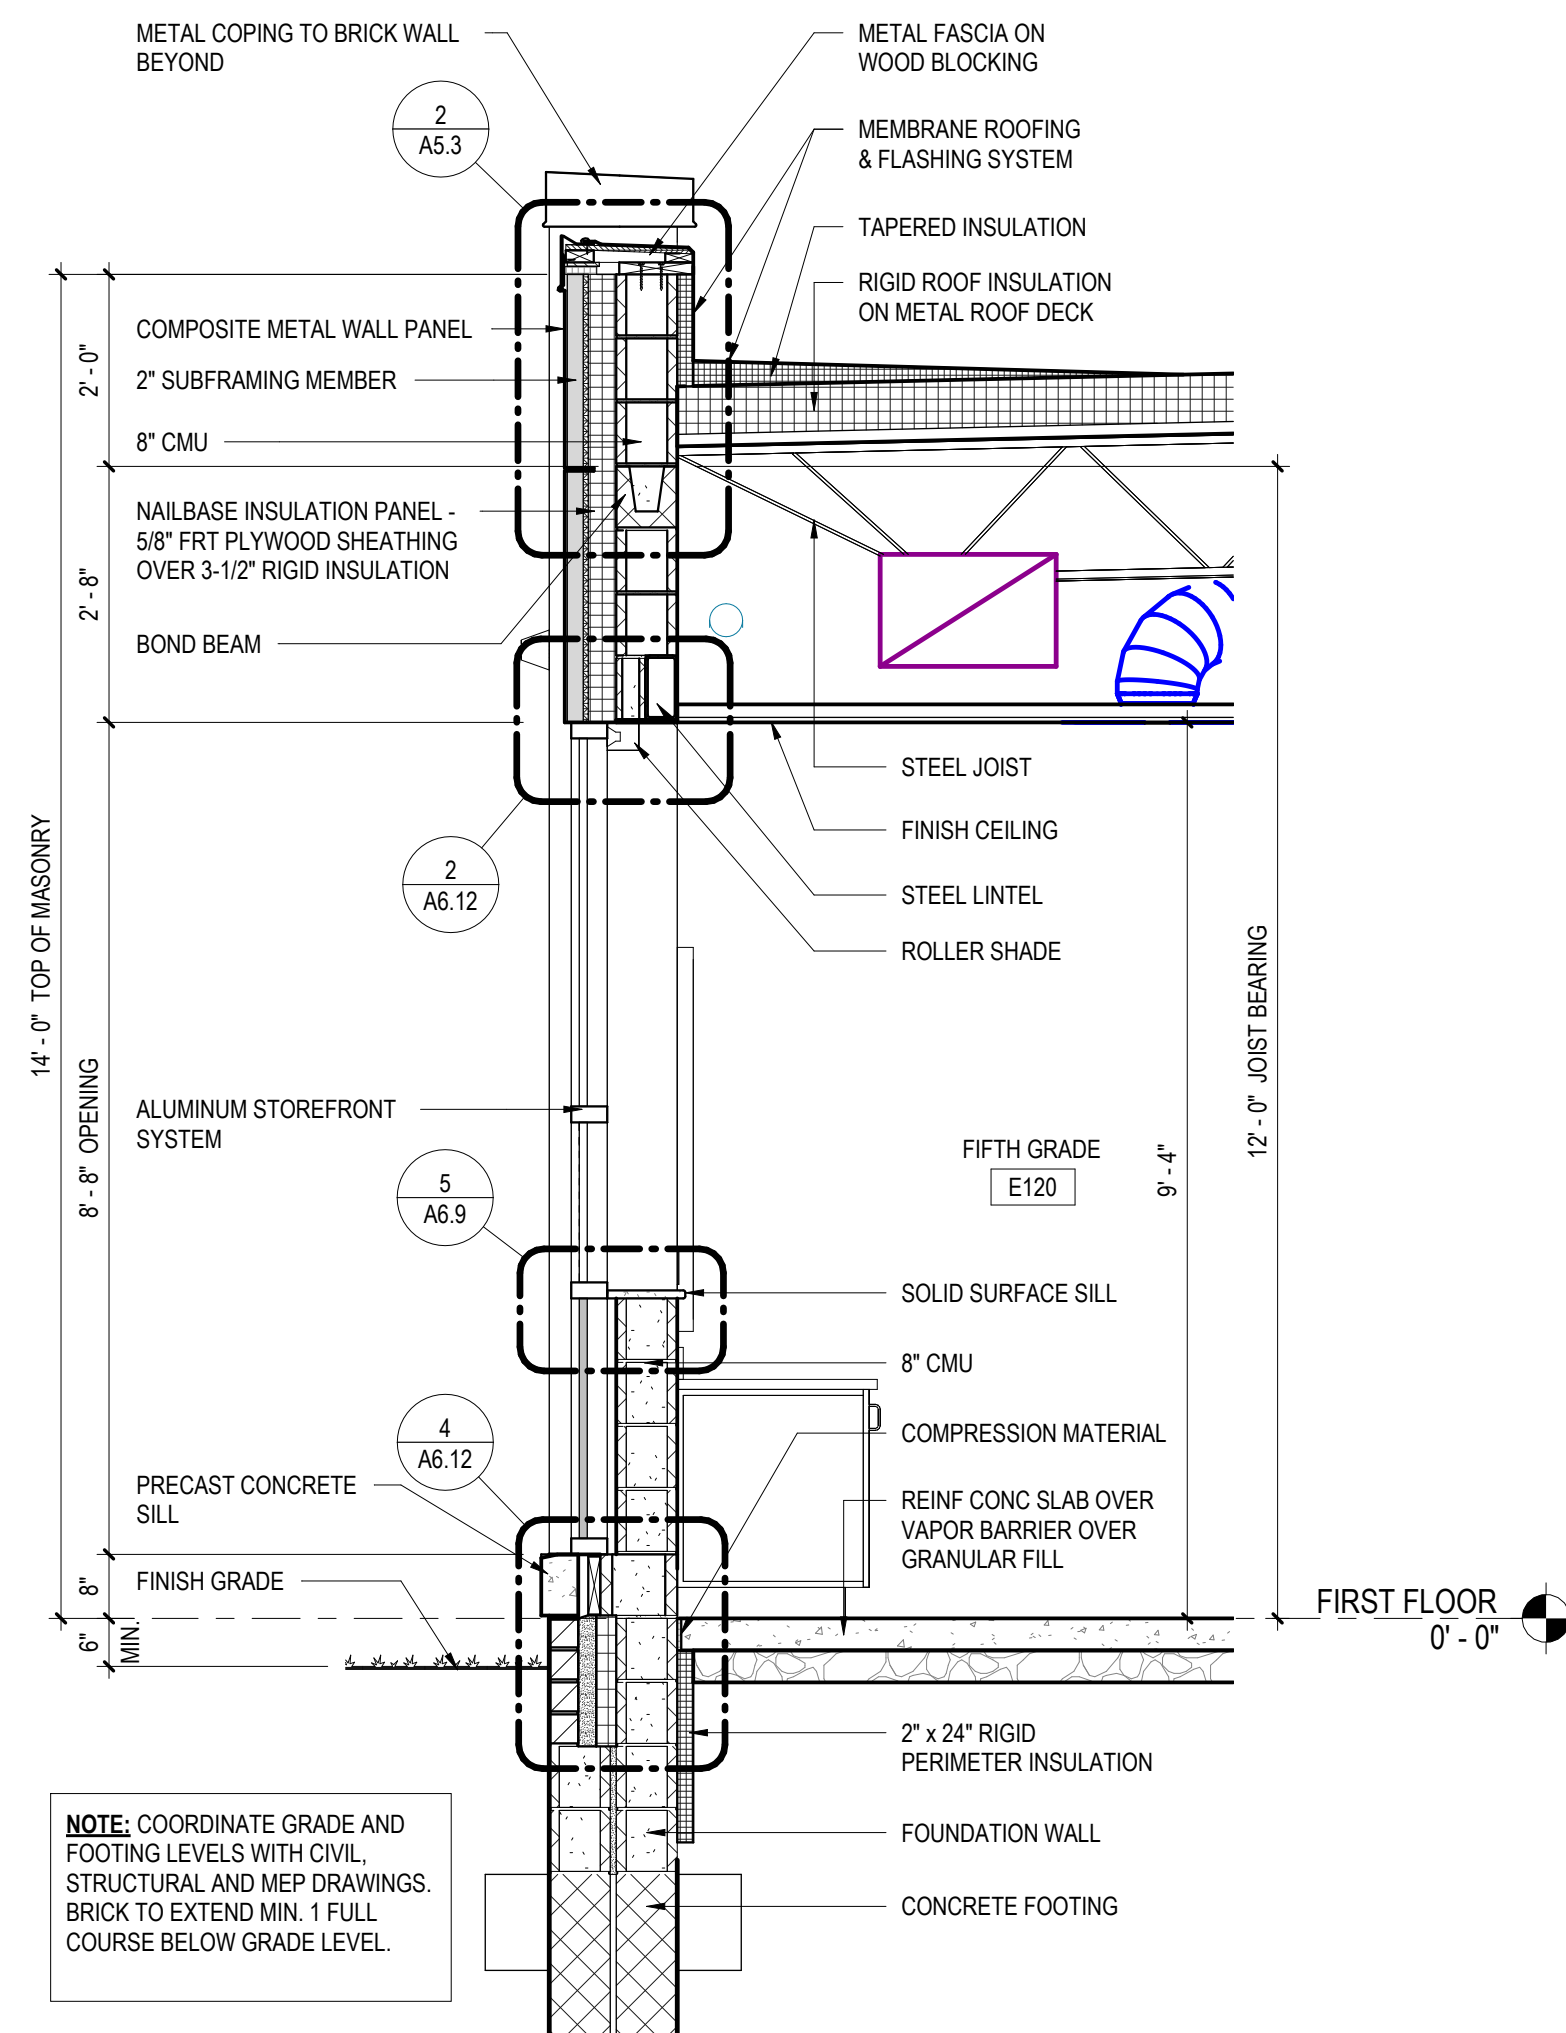 METAL COPING TO BRICK WALL
BEYOND
2
A5.3
METAL FASCIA ON
WOOD BLOCKING
MEMBRANE ROOFING
& FLASHING SYSTEM
TAPERED INSULATION
RIGID ROOF INSULATION
ON METAL ROOF DECK
COMPOSITE METAL WALL PANEL
2" SUBFRAMING MEMBER
8" CMU
NAILBASE INSULATION PANEL -
5/8" FRT PLYWOOD SHEATHING
OVER 3-1/2" RIGID INSULATION
BOND BEAM
2' - 0"
2' - 8"
14' - 0" TOP OF MASONRY
8' - 8" OPENING
8"
6"
MIN.
STEEL JOIST
FINISH CEILING
STEEL LINTEL
ROLLER SHADE
2
A6.12
ALUMINUM STOREFRONT
SYSTEM
5
A6.9
FIFTH GRADE
E120
9' - 4"
12' - 0" JOIST BEARING
SOLID SURFACE SILL
8" CMU
4
A6.12
COMPRESSION MATERIAL
PRECAST CONCRETE
SILL
REINF CONC SLAB OVER
VAPOR BARRIER OVER
GRANULAR FILL
FINISH GRADE
FIRST FLOOR
0' - 0"
2" x 24" RIGID
PERIMETER INSULATION
FOUNDATION WALL
CONCRETE FOOTING
NOTE: COORDINATE GRADE AND
FOOTING LEVELS WITH CIVIL,
STRUCTURAL AND MEP DRAWINGS.
BRICK TO EXTEND MIN. 1 FULL
COURSE BELOW GRADE LEVEL.